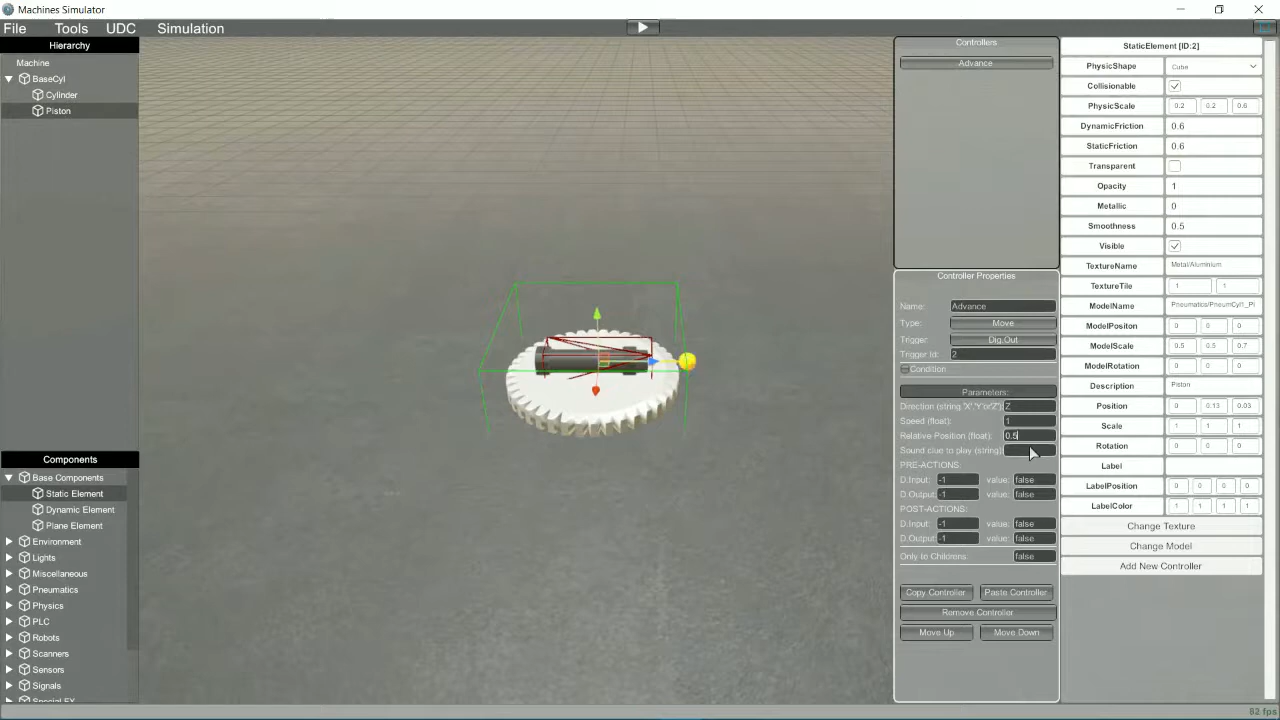 Machines Simulator
File Tools UDC Simulation
Hierarchy
Machine
BaseCyl
Cylinder
Piston
Components
Base Components
Static Element
Dynamic Element
Plane Element
Environment
Lights
Miscellaneous
Pneumatics
Physics
PLC
Robots
Scanners
Sensors
Signals
Controllers
Advance
Controller Properties
Name: Advance
Type: Move
Trigger: Dig.Out
Trigger Id: 2
Condition
Parameters:
Direction (string 'X','Y'or'Z'): Z
Speed (float): 1
Relative Position (float): 0.5
Sound clue to play (string)
PRE-ACTIONS:
D.Input: -1 value: false
D.Output: -1 value: false
POST-ACTIONS:
D.Input: -1 value: false
D.Output: -1 value: false
Only to Childrens: false
Copy Controller Paste Controller
Remove Controller
Move Up Move Down
StaticElement [ID:2]
PhysicShape Cube
Collisionable
PhysicScale 0.2 0.2 0.6
DynamicFriction 0.6
StaticFriction 0.6
Transparent
Opacity 1
Metallic 0
Smoothness 0.5
Visible
TextureName Metal/Aluminium
TextureTile 1 1
ModelName Pneumatics/PneumCyl1_Pi
ModelPositon 0 0 0
ModelScale 0.5 0.5 0.7
ModelRotation 0 0 0
Description Piston
Position 0 0.13 0.03
Scale 1 1 1
Rotation 0 0 0
Label
LabelPosition 0 0 0 0
LabelColor 1 1 1 1
Change Texture
Change Model
Add New Controller
82 fps